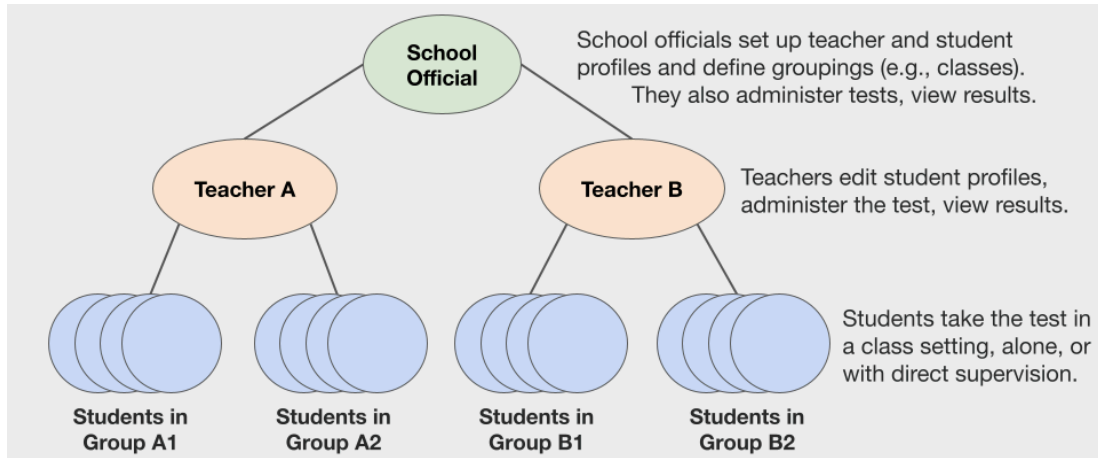 School
Official
School officials set up teacher and student
profiles and define groupings (e.g., classes).
They also administer tests, view results.
Teacher A
Teacher B
Teachers edit student profiles,
administer the test, view results.
Students take the test in
a class setting, alone, or
with direct supervision.
Students in
Group A1
Students in
Group A2
Students in
Group B1
Students in
Group B2